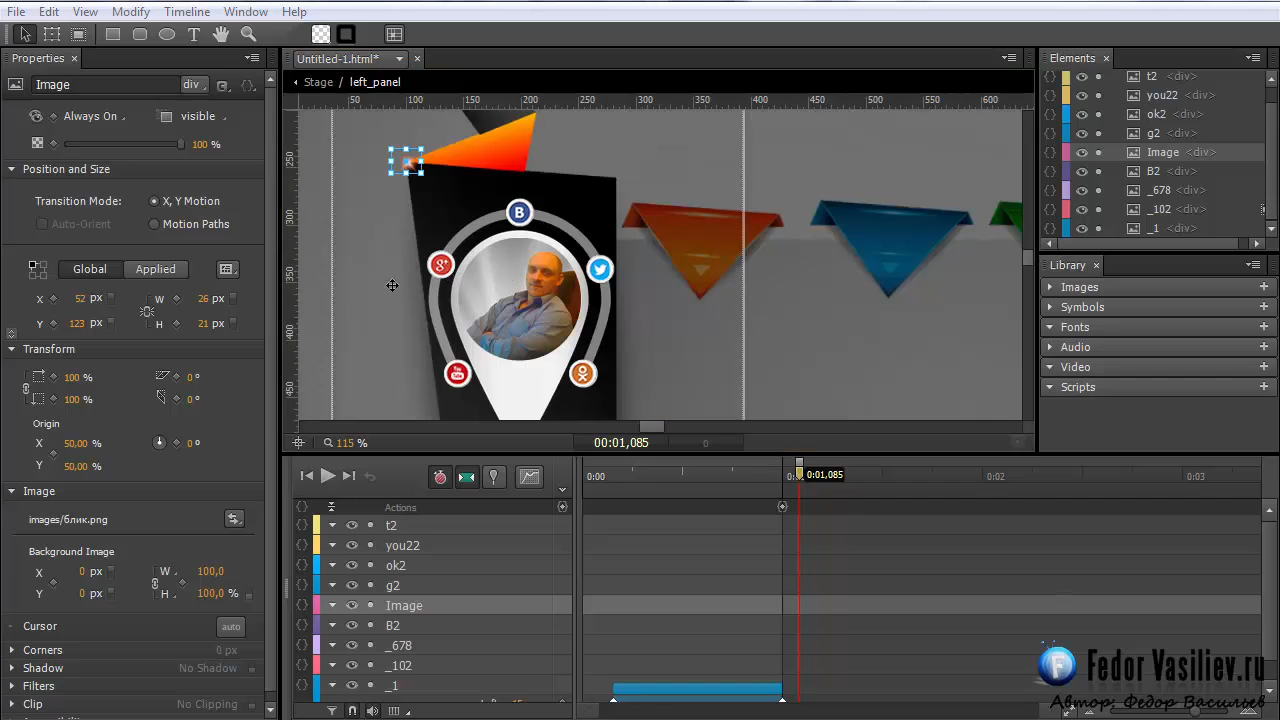 File Edit View Modify Timeline Window Help
Properties
Untitled-1.html*
Elements
Image
div
Stage
left_panel
t2 <div>
you22 <div>
ok2 <div>
g2 <div>
Image <div>
B2 <div>
_678 <div>
_102 <div>
_1 <div>
Always On
visible
100 %
50 100 150 200 250 300 350 400 450 500 550 600
250
300
350
400
450
Position and Size
Transition Mode:
X, Y Motion
Auto-Orient
Motion Paths
Global
Applied
X 52 px W 26 px
Y 123 px H 21 px
Library
Images
Symbols
Fonts
Audio
Video
Scripts
Transform
100 % 0 º
100 % 0 º
Origin
X 50,00 % 0 º
Y 50,00 %
B
g+
You
Tube
115 %
00:01,085
0
Image
images/блик.png
Background Image
X 0 px W 100,0
Y 0 px H 100,0 %
Cursor
auto
Corners 0 px
Shadow No Shadow
Filters
Clip No Clipping
0:00
0:01,085
0:02
0:03
Actions
t2
you22
ok2
g2
Image
B2
_678
_102
_1
F
Fedor Vasiliev.ru
Автор: Федор Васильев